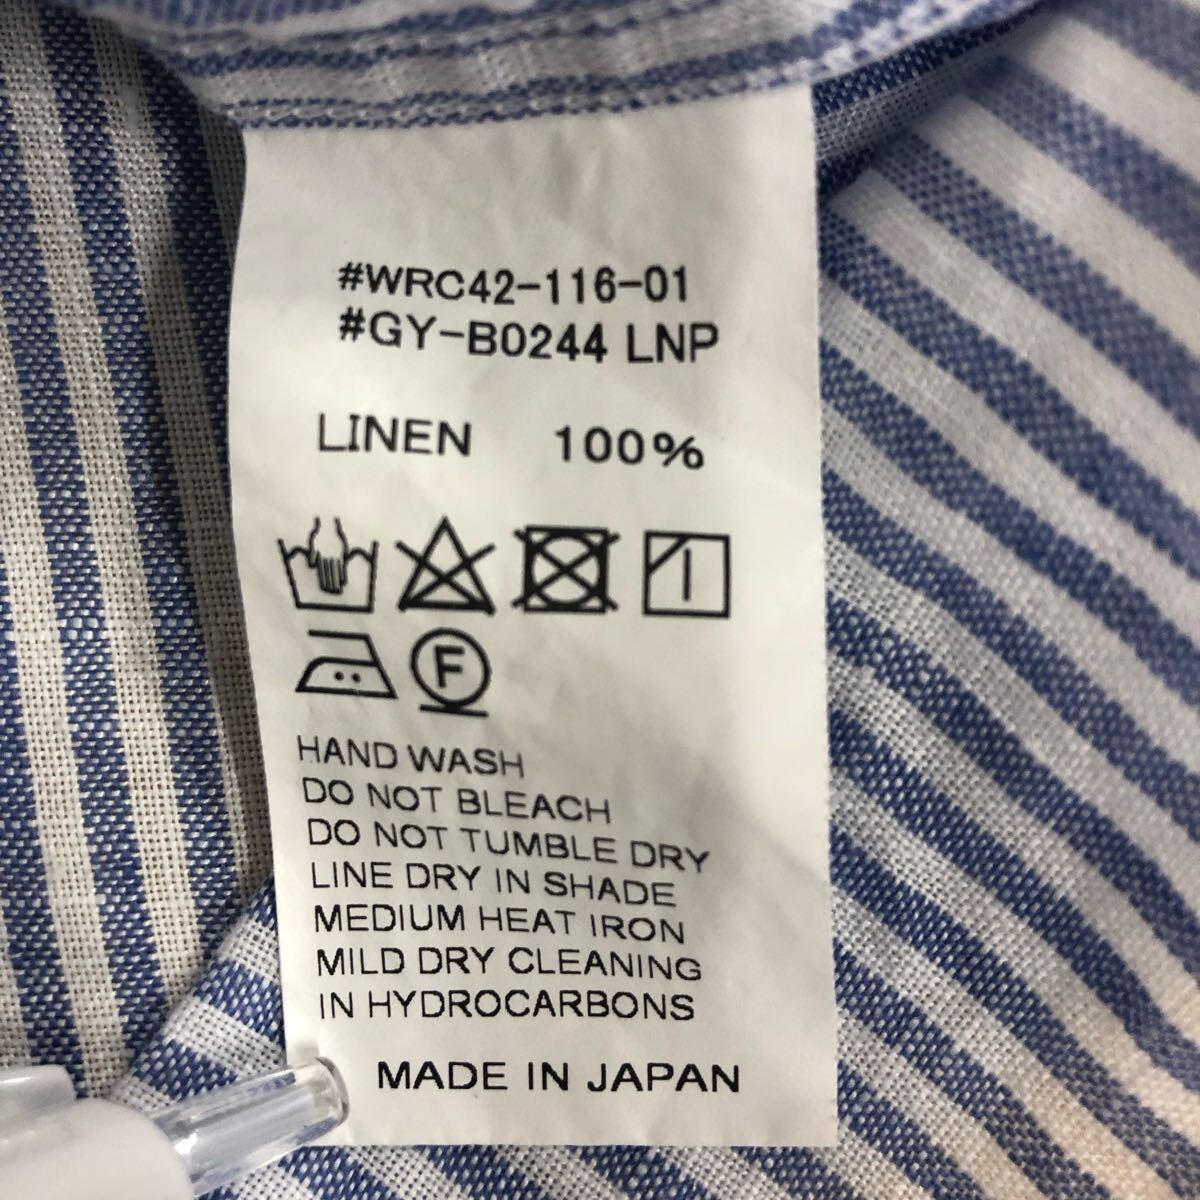 #WRC42-116-01
#GY-B0244 LNP
LINEN 100%
F
HAND WASH
DO NOT BLEACH
DO NOT TUMBLE DRY
LINE DRY IN SHADE
MEDIUM HEAT IRON
MILD DRY CLEANING
IN HYDROCARBONS
MADE IN JAPAN